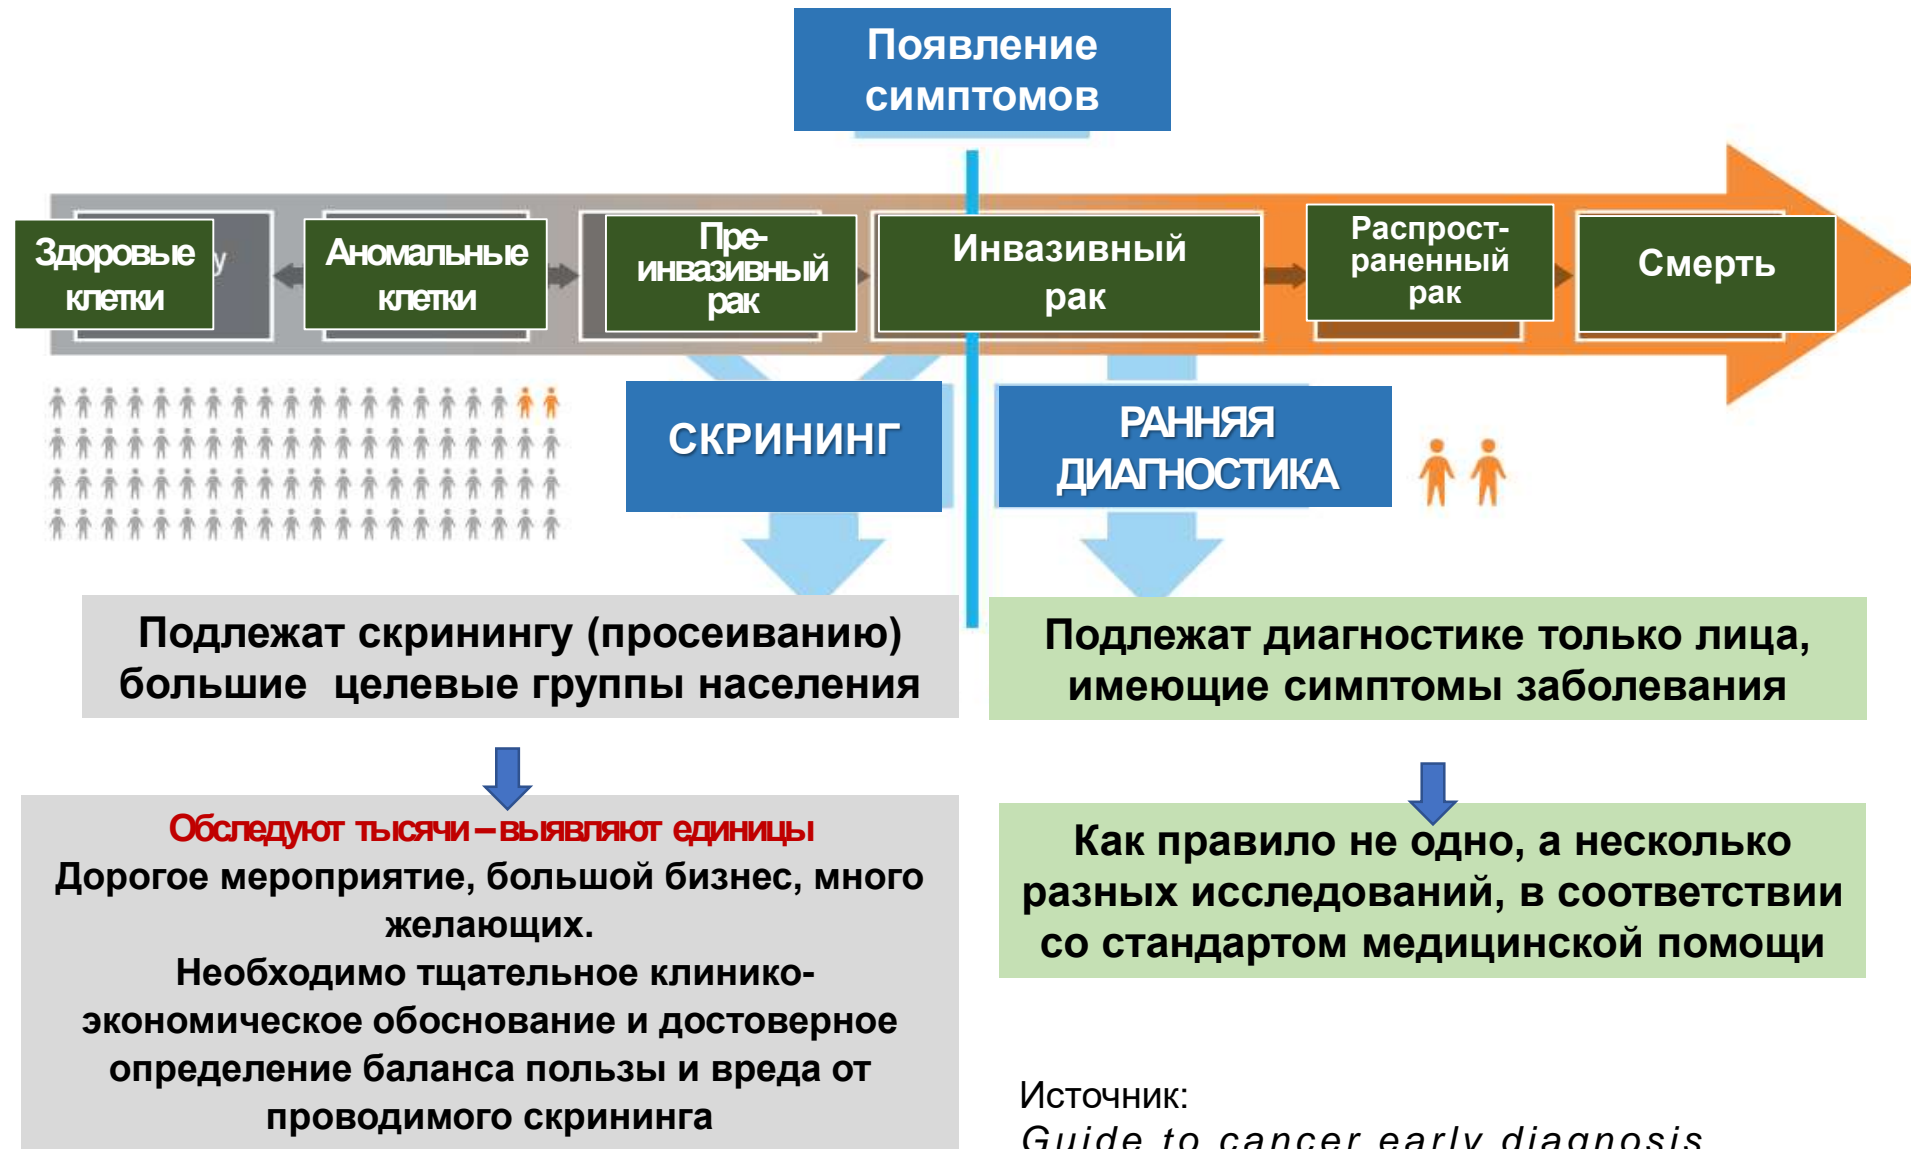 Появление
симптомов
Здоровые
клетки
y
Аномальные
клетки
Пре-
инвазивный
рак
Инвазивный
рак
Распрост-
раненный
рак
Смерть
СКРИНИНГ
РАННЯЯ
ДИАГНОСТИКА
Подлежат скринингу (просеиванию)
большие целевые группы населения
Подлежат диагностике только лица,
имеющие симптомы заболевания
Обследуют тысячи – выявляют единицы
Дорогое мероприятие, большой бизнес, много
желающих.
Необходимо тщательное клинико-
экономическое обоснование и достоверное
определение баланса пользы и вреда от
проводимого скрининга
Как правило не одно, а несколько
разных исследований, в соответствии
со стандартом медицинской помощи
Источник:
Guide to cancer early diagnosis